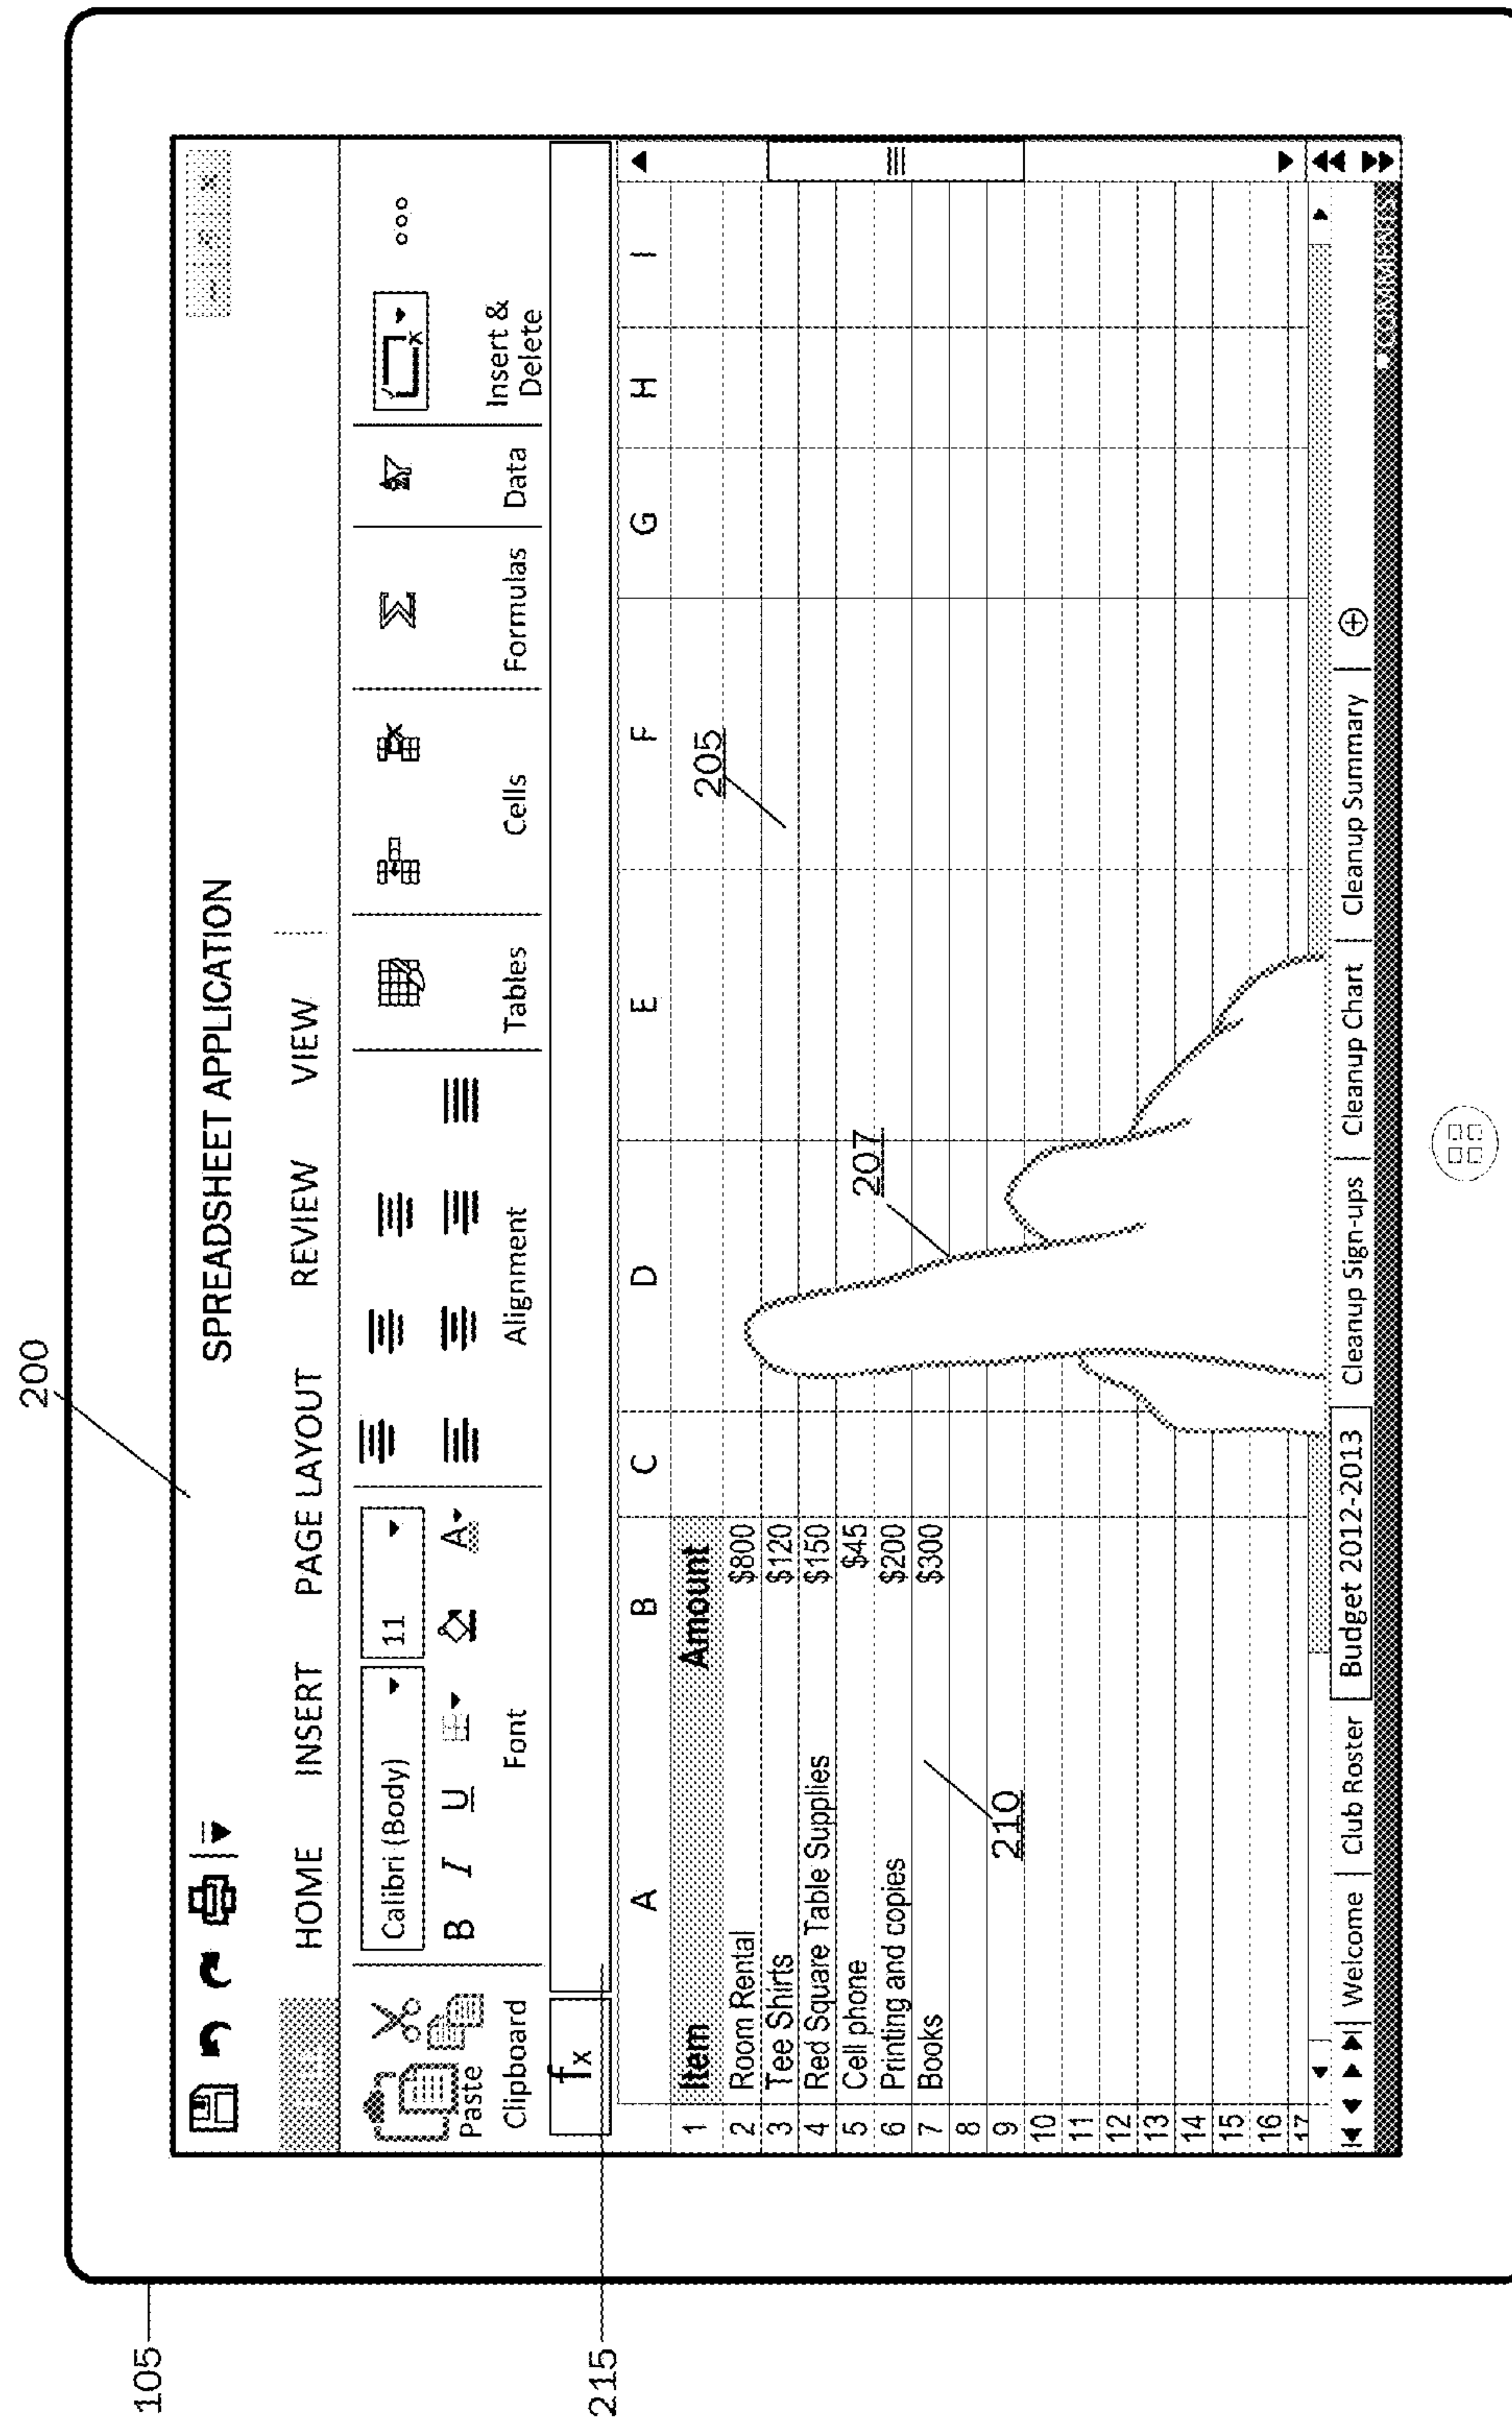 200
105
SPREADSHEET APPLICATION
HOME INSERT PAGE LAYOUT REVIEW VIEW
Calibri (Body) 11
B I U A
Paste
Clipboard Font Alignment Tables Cells Formulas Data Insert & Delete
215
fx
A B C D E F G H I
1 Item Amount
2 Room Rental $800
3 Tee Shirts $120
4 Red Square Table Supplies $150
5 Cell phone $45
6 Printing and copies $200
7 Books $300
8
9
10
11
12
13
14
15
16
17
205
207
210
Welcome Club Roster Budget 2012-2013 Cleanup Sign-ups Cleanup Chart Cleanup Summary